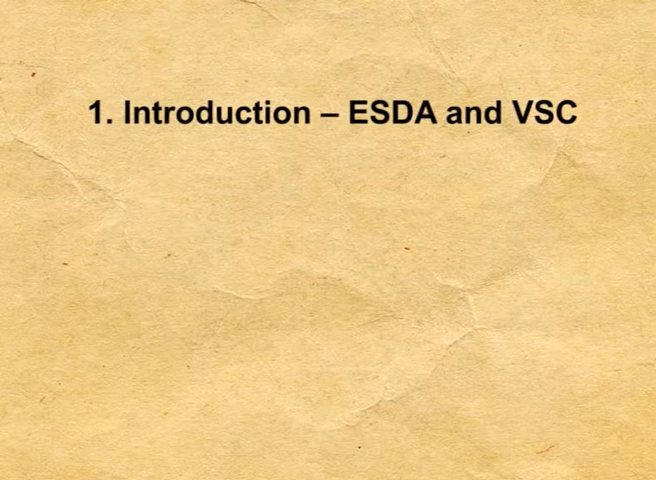 1. Introduction – ESDA and VSC